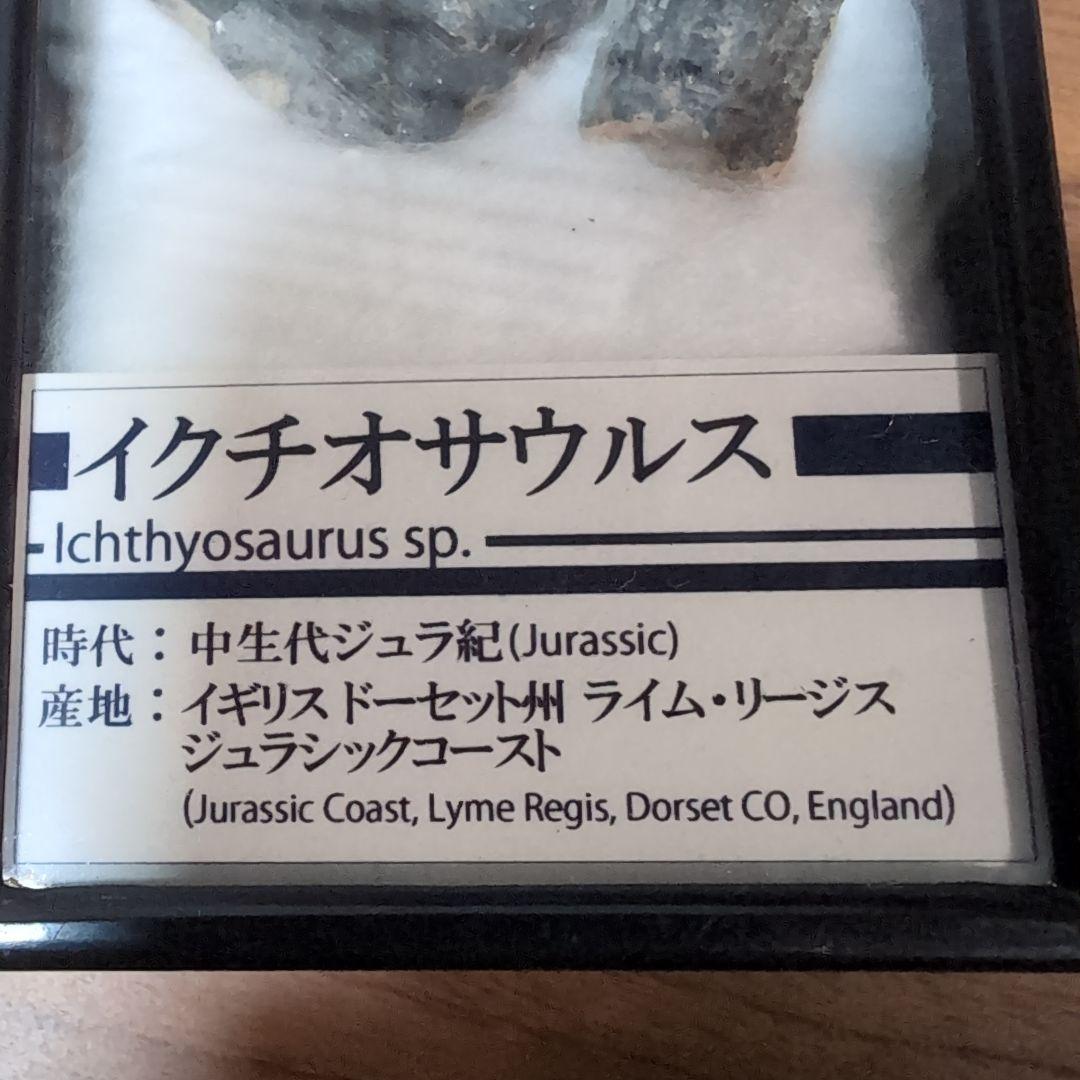 イクチオサウルス
Ichthyosaurus sp.
時代：中生代ジュラ紀(Jurassic)
産地：イギリス ドーセット州 ライム・リージス
ジュラシックコースト
(Jurassic Coast, Lyme Regis, Dorset CO, England)